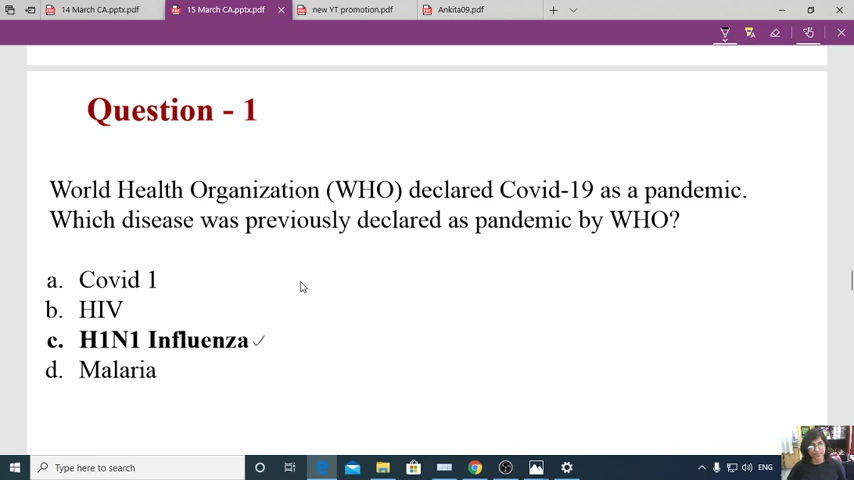 14 March CA.pptx.pdf
15 March CA.pptx.pdf
new YT promotion.pdf
Ankita09.pdf
Question - 1
World Health Organization (WHO) declared Covid-19 as a pandemic.
Which disease was previously declared as pandemic by WHO?
a. Covid 1
b. HIV
c. H1N1 Influenza
d. Malaria
Type here to search
ENG